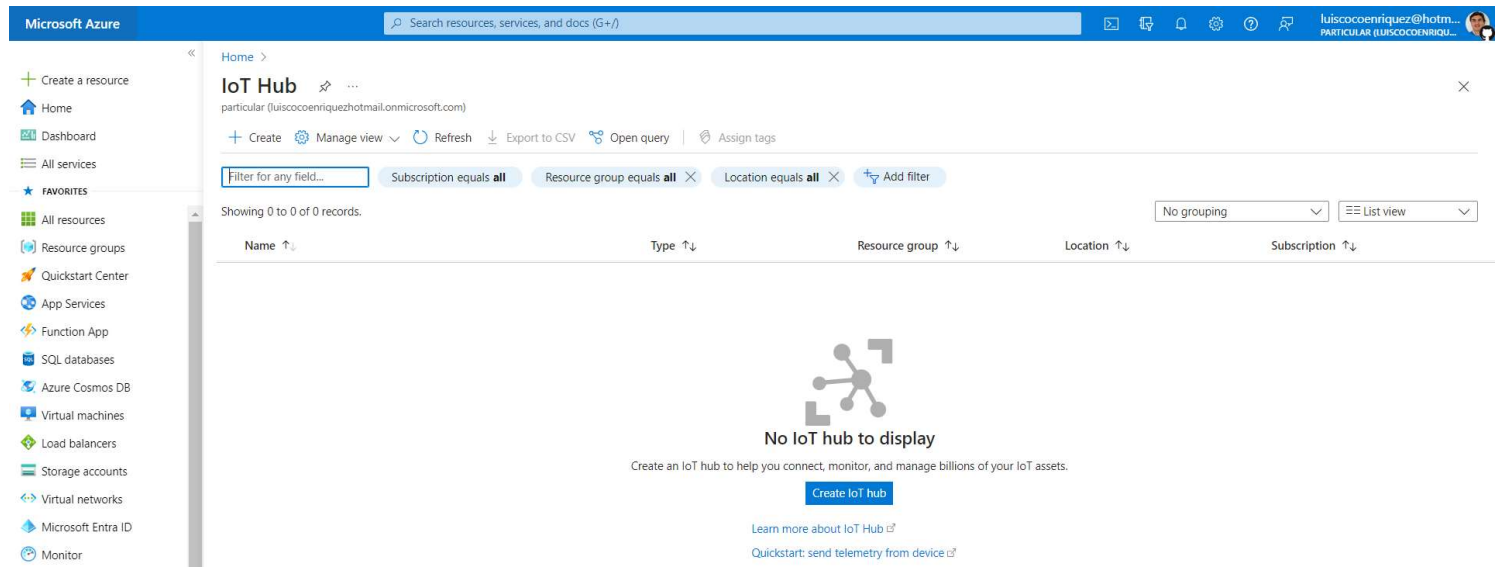 Microsoft Azure
Search resources, services, and docs (G+/)
luiscocoenriquez@hotm...
PARTICULAR (LUISCOCOENRIQU...
Create a resource
Home
Dashboard
All services
FAVORITES
All resources
Resource groups
Quickstart Center
App Services
Function App
SQL databases
Azure Cosmos DB
Virtual machines
Load balancers
Storage accounts
Virtual networks
Microsoft Entra ID
Monitor
Home >
IoT Hub ...
particular (luiscocoenriquezhotmail.onmicrosoft.com)
Create Manage view Refresh Export to CSV Open query Assign tags
Filter for any field... Subscription equals all Resource group equals all Location equals all Add filter
Showing 0 to 0 of 0 records. No grouping List view
Name Type Resource group Location Subscription
No IoT hub to display
Create an IoT hub to help you connect, monitor, and manage billions of your IoT assets.
Create IoT hub
Learn more about IoT Hub
Quickstart: send telemetry from device